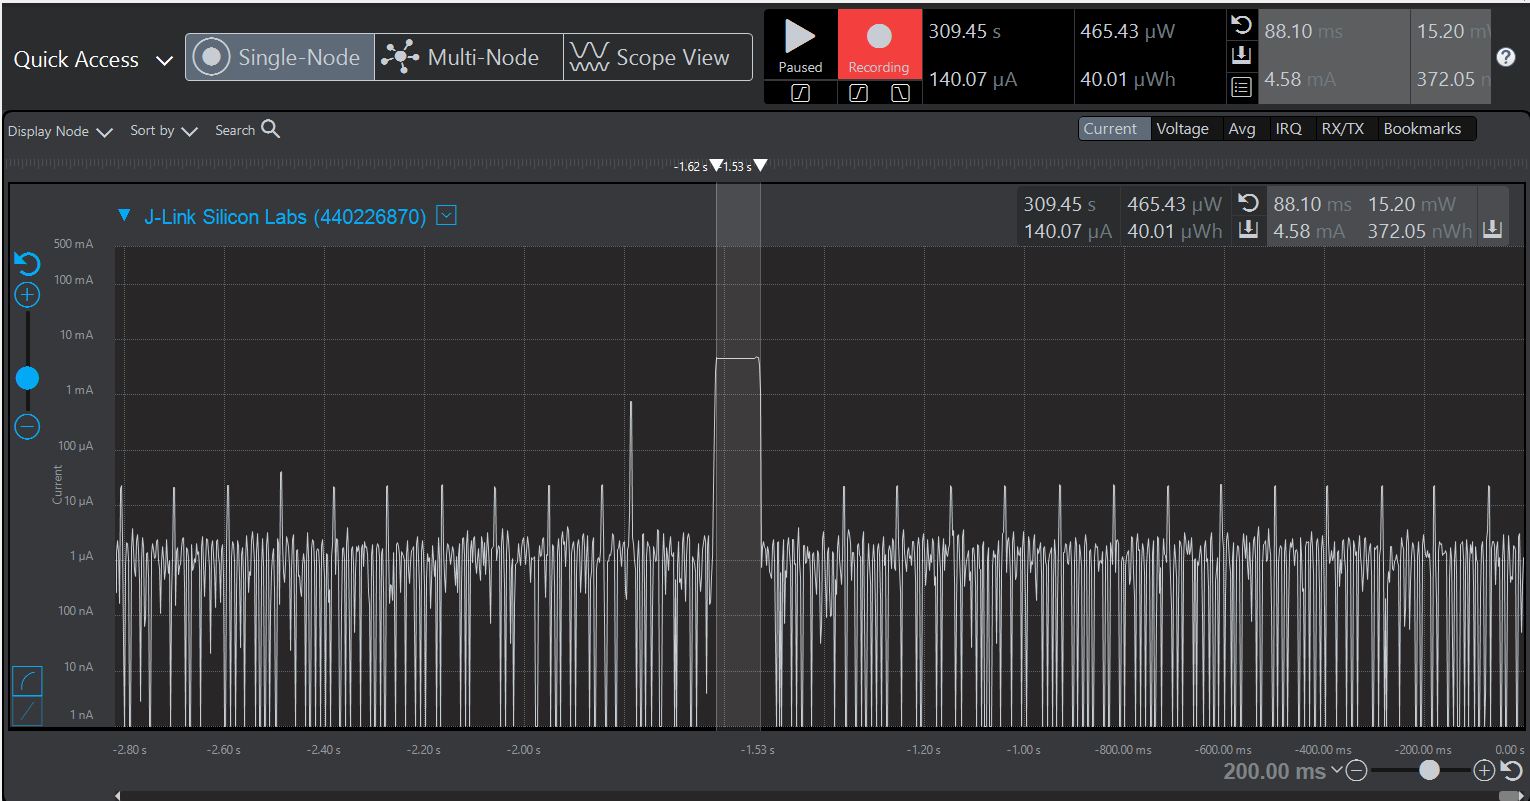 Quick Access Single-Node Multi-Node Scope View
Paused Recording
309.45 s 465.43 µW 88.10 ms 15.20 mW
140.07 µA 40.01 µWh 4.58 mA 372.05 n
Display Node Sort by Search
Current Voltage Avg IRQ RX/TX Bookmarks
-1.62 s -1.53 s
J-Link Silicon Labs (440226870)
309.45 s 465.43 µW 88.10 ms 15.20 mW
140.07 µA 40.01 µWh 4.58 mA 372.05 nWh
500 mA
100 mA
10 mA
1 mA
100 µA
Current
10 µA
1 µA
100 nA
10 nA
1 nA
-2.80 s -2.60 s -2.40 s -2.20 s -2.00 s -1.53 s -1.20 s -1.00 s -800.00 ms -600.00 ms -400.00 ms -200.00 ms 0.00 s
200.00 ms